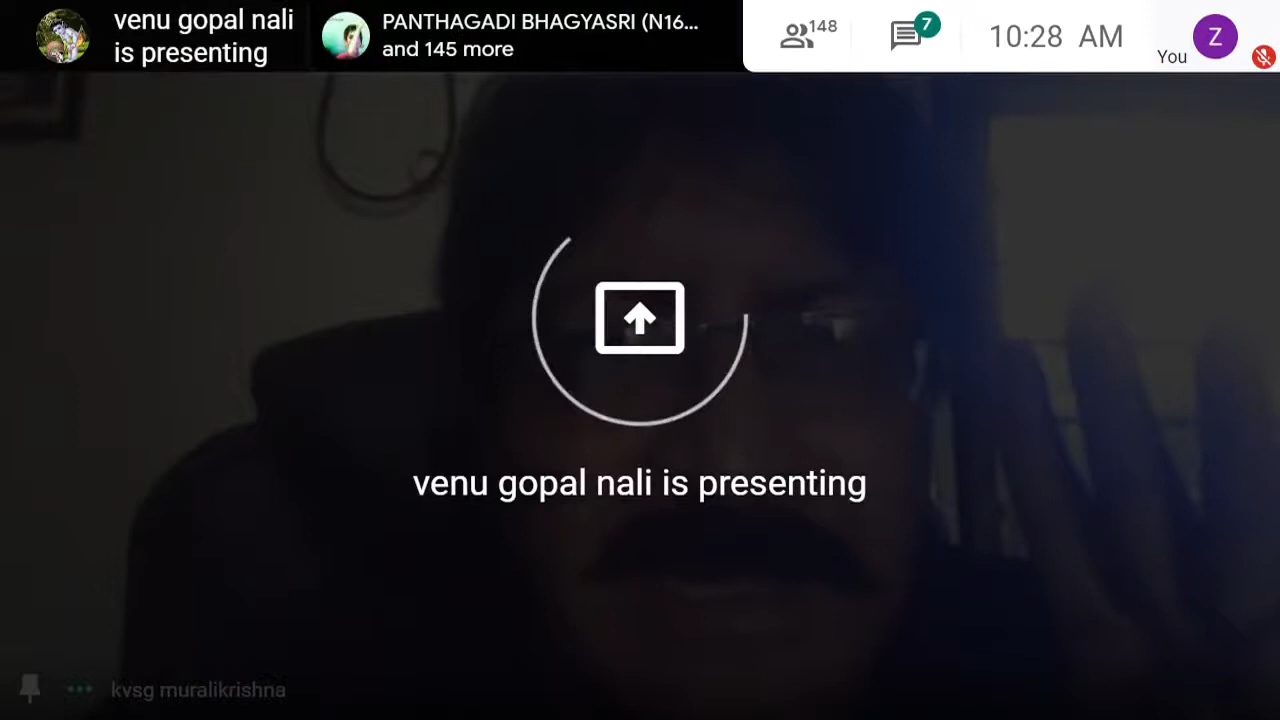 venu gopal nali
is presenting
PANTHAGADI BHAGYASRI (N16...
and 145 more
148
7
10:28 AM
You
Z
venu gopal nali is presenting
kvsg muralikrishna